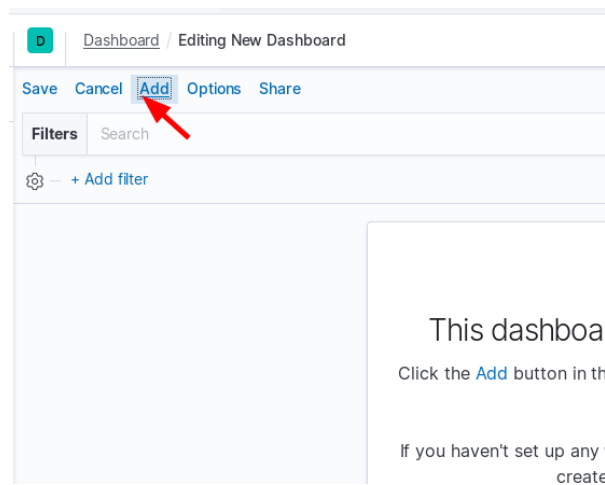 D Dashboard / Editing New Dashboard
Save Cancel Add Options Share
Filters Search
+ Add filter
This dashboa
Click the Add button in th
If you haven't set up any
create